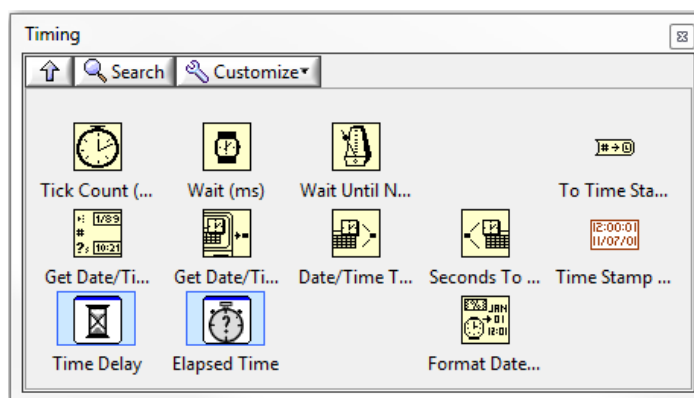 Timing
Search Customize
Tick Count (... Wait (ms) Wait Until N... To Time Sta...
Get Date/Ti... Get Date/Ti... Date/Time T... Seconds To ... Time Stamp ...
Time Delay Elapsed Time Format Date...
#→
1/89
#
10:21
12:00:01
11/07/01
?
JAN
01
12:01